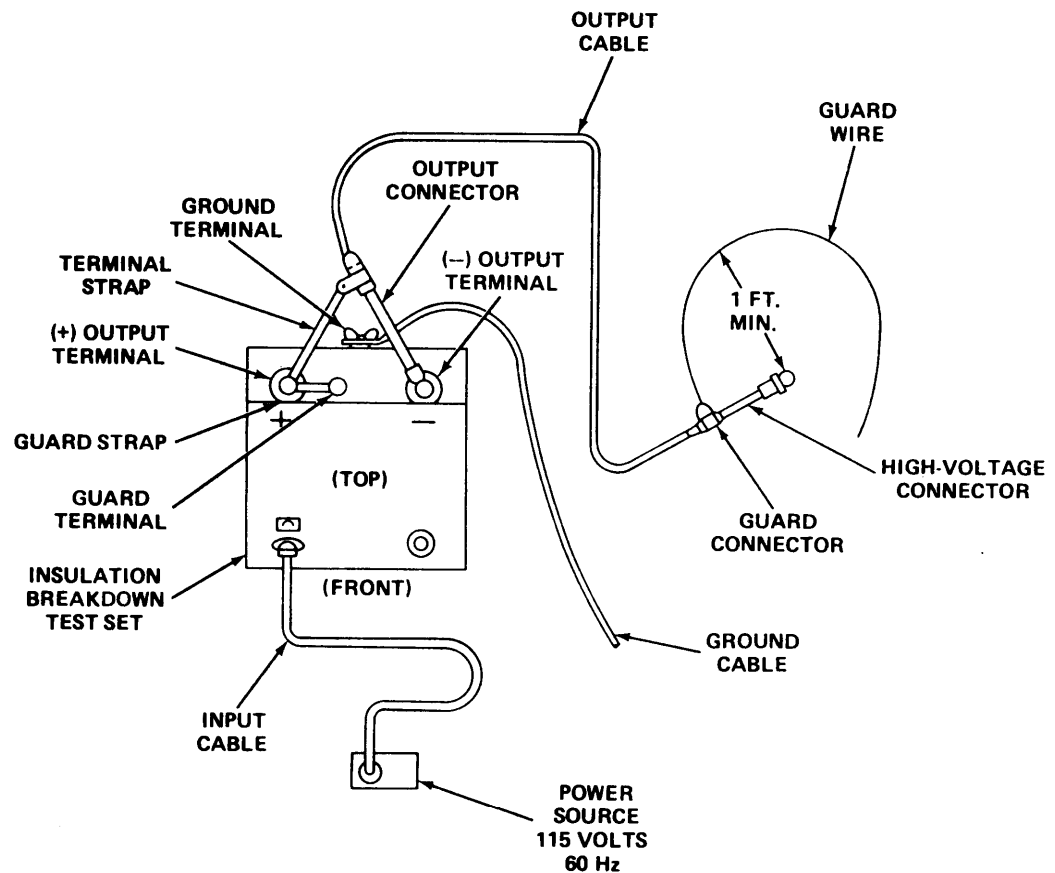 OUTPUT
CABLE
GUARD
WIRE
OUTPUT
CONNECTOR
GROUND
TERMINAL
(—) OUTPUT
TERMINAL
TERMINAL
STRAP
1 FT.
MIN.
(+) OUTPUT
TERMINAL
+
—
GUARD STRAP
(TOP)
HIGH-VOLTAGE
CONNECTOR
GUARD
TERMINAL
GUARD
CONNECTOR
INSULATION
BREAKDOWN
TEST SET
(FRONT)
GROUND
CABLE
INPUT
CABLE
POWER
SOURCE
115 VOLTS
60 Hz